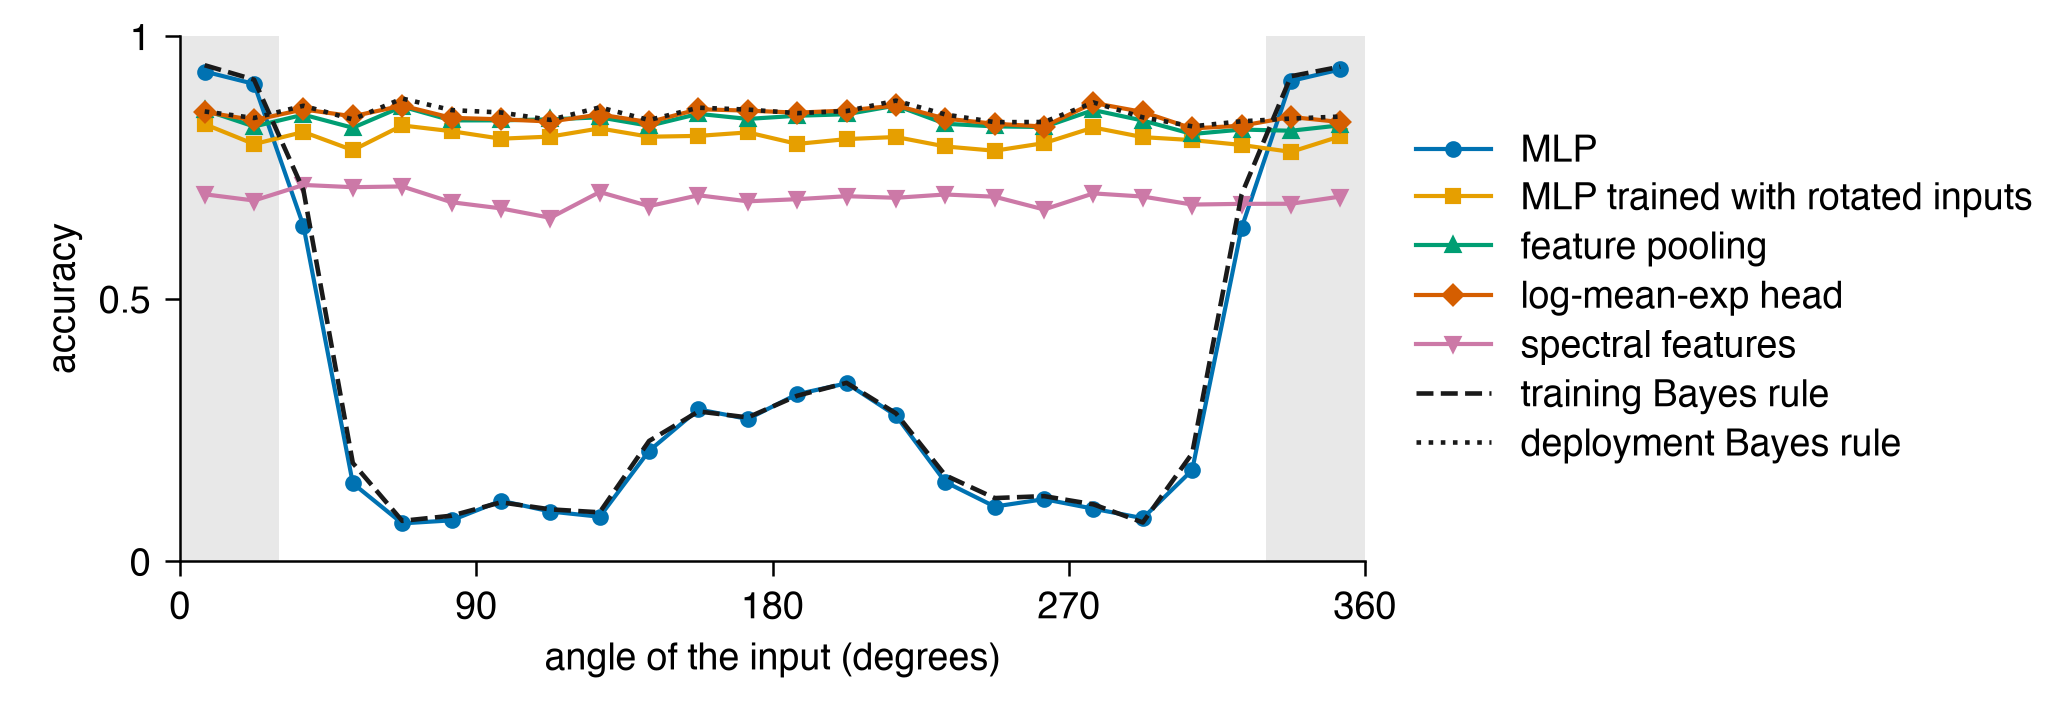 1
0.5
0
accuracy
0
90
180
270
360
angle of the input (degrees)
MLP
MLP trained with rotated inputs
feature pooling
log-mean-exp head
spectral features
training Bayes rule
deployment Bayes rule